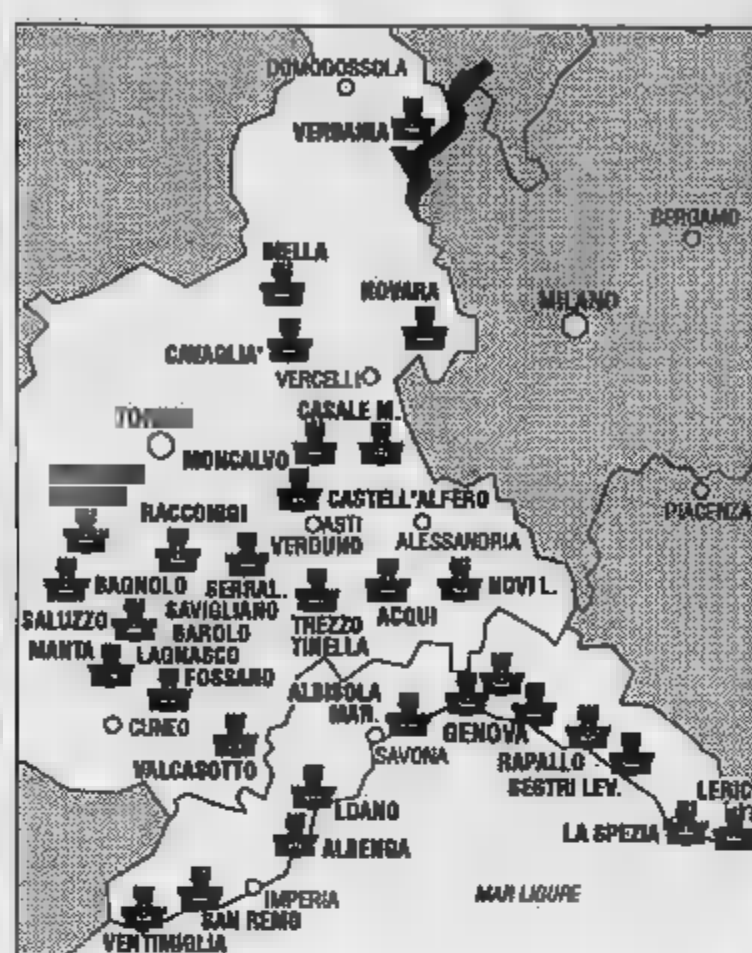 DOMODOSSOLA
VERBANIA
BERGAMO
BIELLA
NOVARA
MILANO
CAVAGLIA'
VERCELLI
CASALE M.
MONCALVO
CASTELL'ALFERO
PIACENZA
RACCONIGI
ASTI
ALESSANDRIA
VERDUNO
BAGNOLO
SERRAL.
NOVI L.
SALUZZO
SAVIGLIANO
BAROLO
TREZZO
TINELLA
ACQUI
MANTA
LAGNASCO
FOSSANO
ALBISOLA
MAR.
CUNEO
SAVONA
GENOVA
VALCASOTTO
RAPALLO
SESTRI LEV.
LERIC
LOANO
LA SPEZIA
ALBENGA
IMPERIA
MAR LIGURE
SAN REMO
VENTIMIGLIA